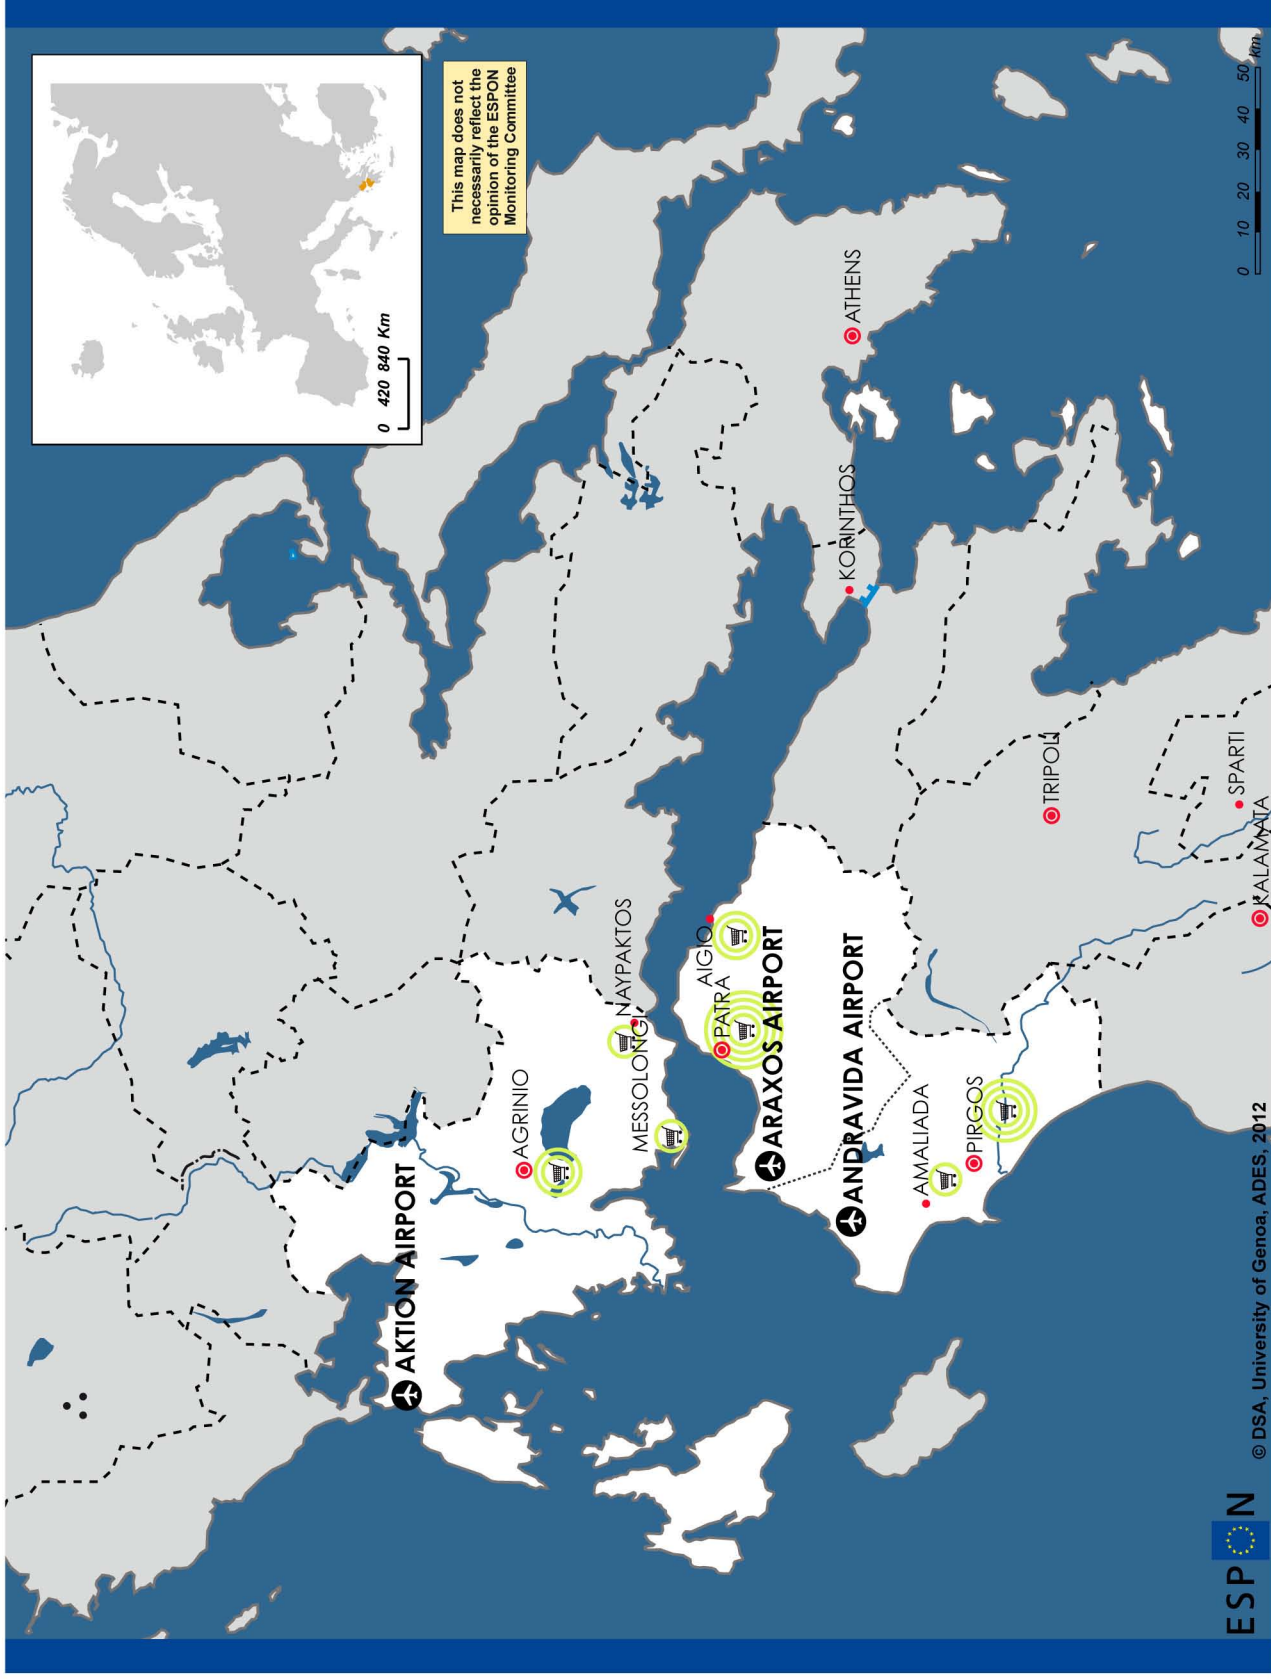 0 420 840 Km
This map does not
necessarily reflect the
opinion of the ESPON
Monitoring Committee
AKTION AIRPORT
AGRINIO
NAYPAKTOS
MESSOLONGI
AIGIO
PATRA
ARAXOS AIRPORT
ANDRAVIDA AIRPORT
AMALIADA
PIRGOS
KORINTHOS
ATHENS
TRIPOLI
SPARTI
KALAMATA
ESPON
© DSA, University of Genoa, ADES, 2012
0 10 20 30 40 50 km